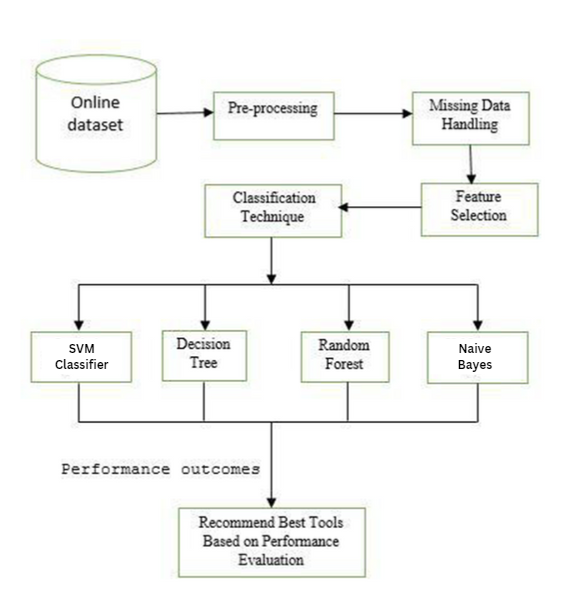 Online
dataset
Pre-processing
Missing Data
Handling
Classification
Technique
Feature
Selection
SVM
Classifier
Decision
Tree
Random
Forest
Naive
Bayes
Performance outcomes
Recommend Best Tools
Based on Performance
Evaluation